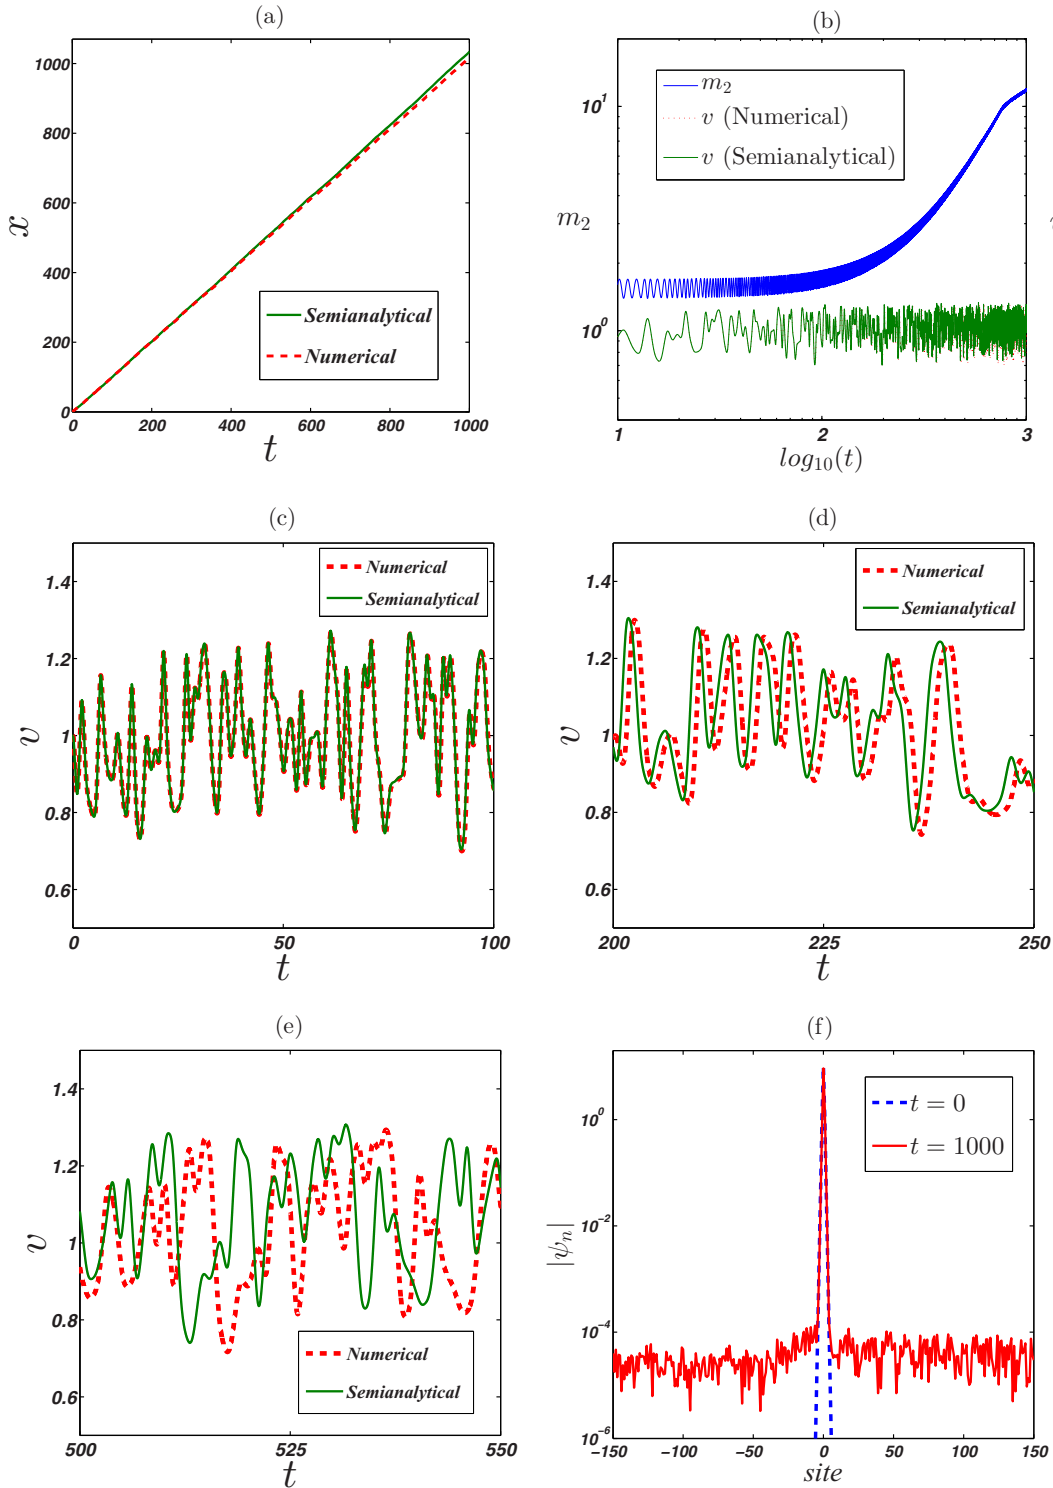 (a)
1000
800
600
400
200
0
x
Semianalytical
Numerical
0 200 400 600 800 1000
t
(b)
10^1
10^0
m_2
m_2
v (Numerical)
v (Semianalytical)
1 2 3
log_10(t)
(c)
1.4
1.2
1
0.8
0.6
v
Numerical
Semianalytical
0 50 100
t
(d)
1.4
1.2
1
0.8
0.6
v
Numerical
Semianalytical
200 225 250
t
(e)
1.4
1.2
1
0.8
0.6
v
Numerical
Semianalytical
500 525 550
t
(f)
10^0
10^−2
10^−4
10^−6
|ψ_n|
t = 0
t = 1000
−150 −100 −50 0 50 100 150
site